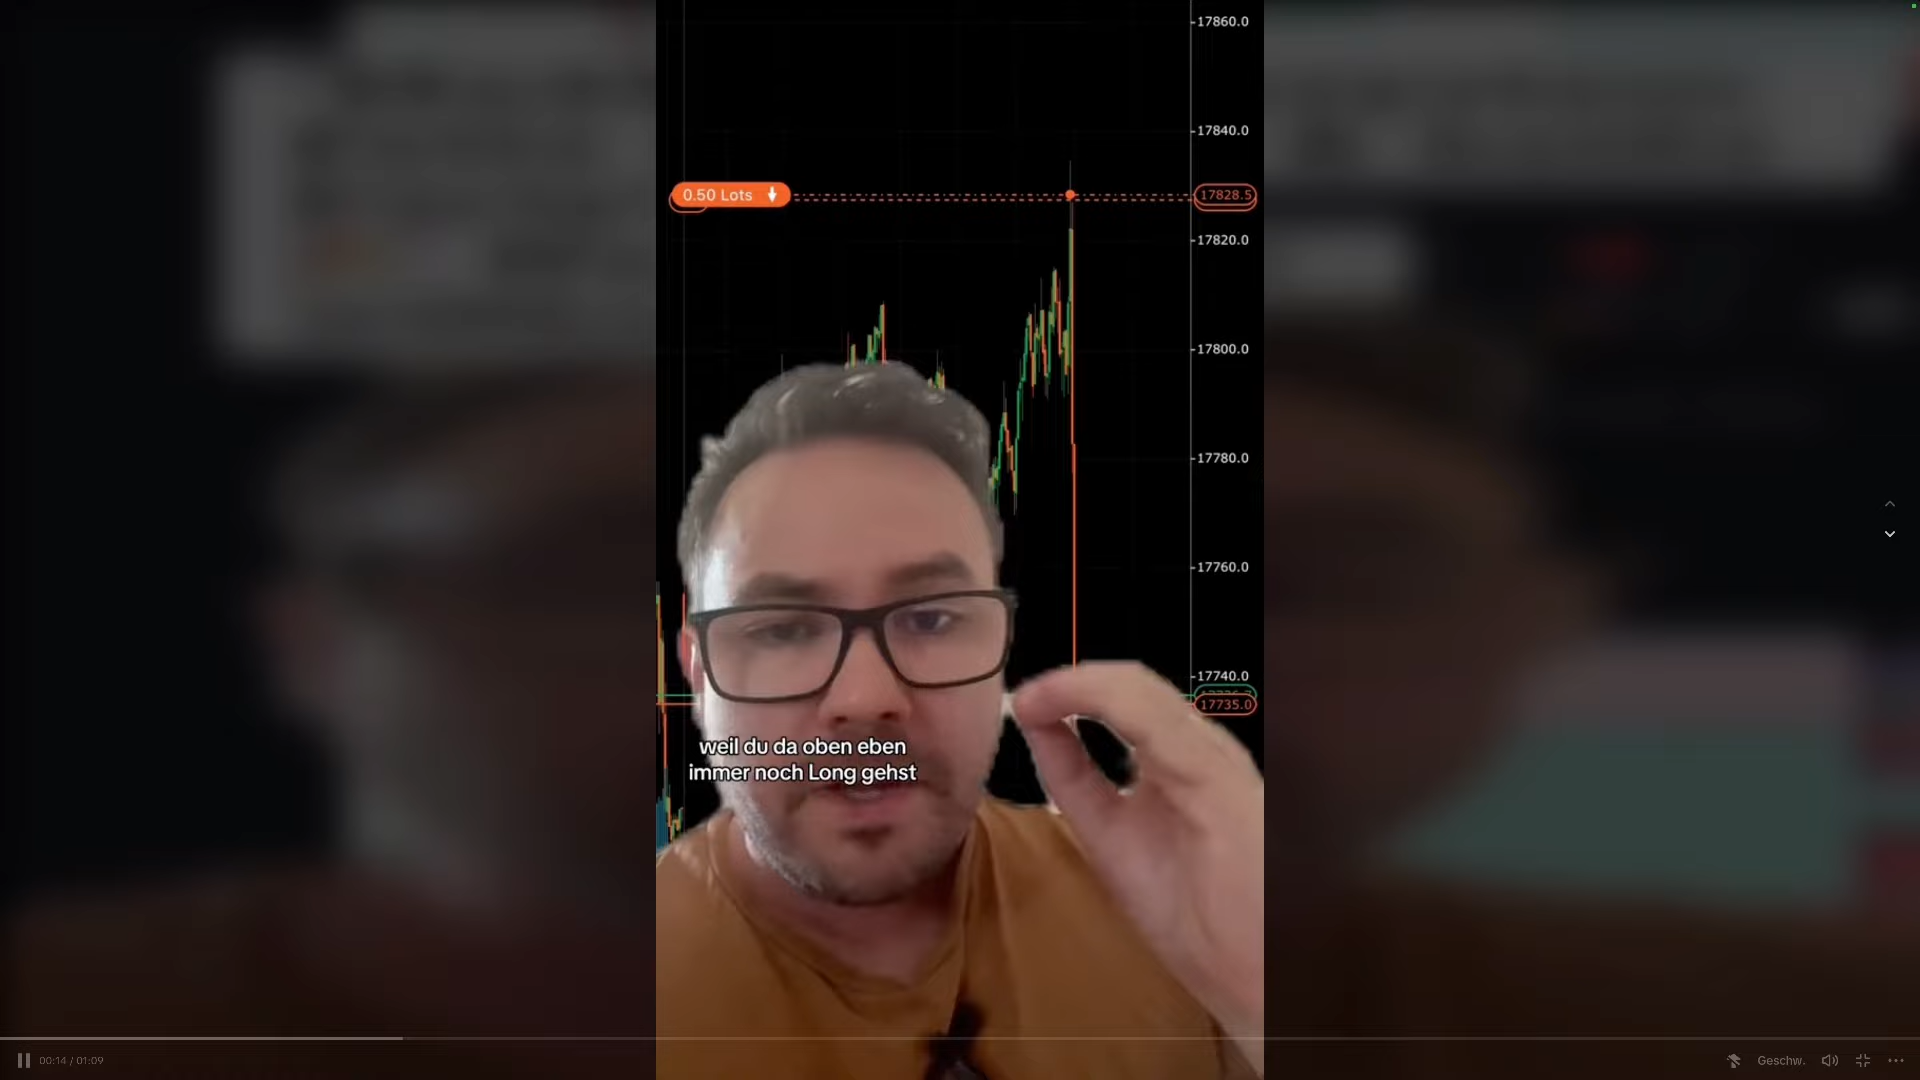 17860.0
17840.0
0.50 Lots
17828.5
17820.0
17800.0
17780.0
17760.0
17740.0
17735.0
weil du da oben eben
immer noch Long gehst
00:14 / 01:09
Geschw.